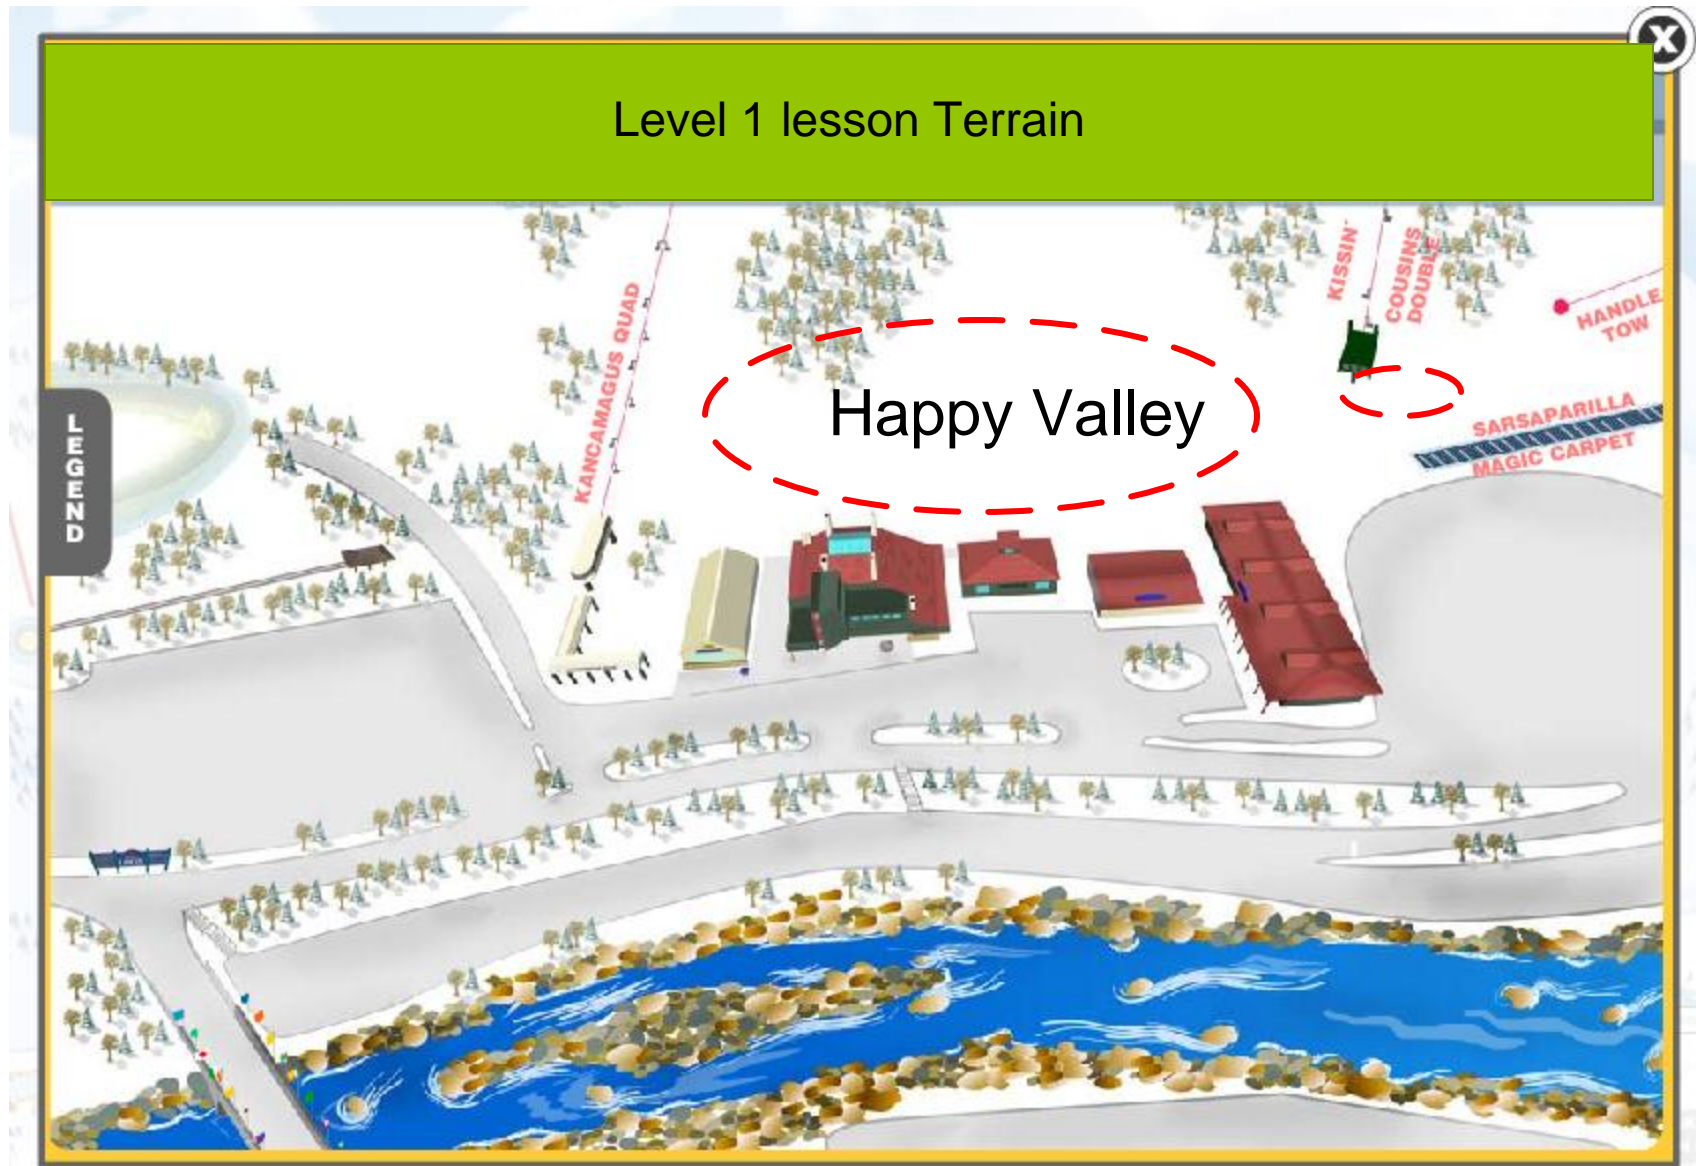 X
Level 1 lesson Terrain
KISSIN'
COUSINS
DOUBLE
HANDLE
TOW
KANCAMAGUS QUAD
Happy Valley
SARSAPARILLA
MAGIC CARPET
LEGEND